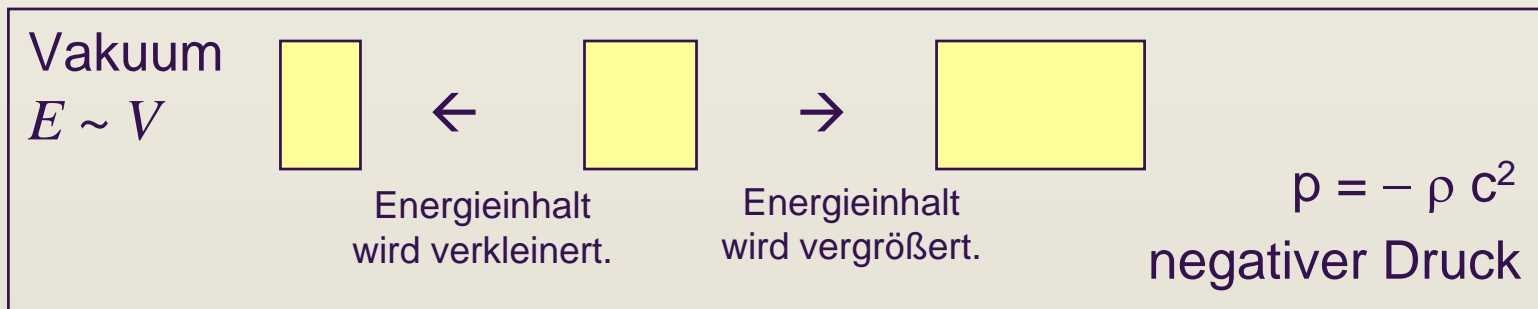 Vakuum
E ~ V
← →
Energieinhalt
wird verkleinert.
Energieinhalt
wird vergrößert.
p = – ρ c²
negativer Druck